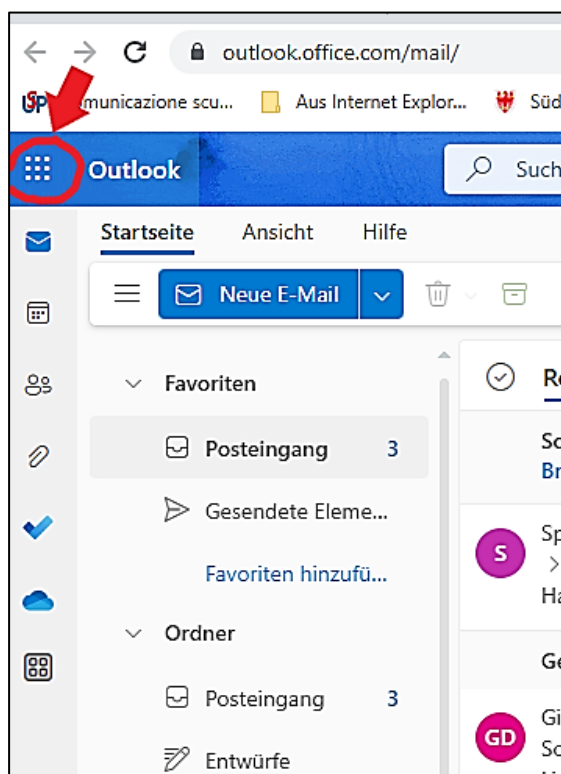 outlook.office.com/mail/
municazione scu... Aus Internet Explor... Süd
Outlook Such
Startseite Ansicht Hilfe
Neue E-Mail
Favoriten
Posteingang 3
Gesendete Eleme...
Favoriten hinzufü...
Ordner
Posteingang 3
Entwürfe
S
GD